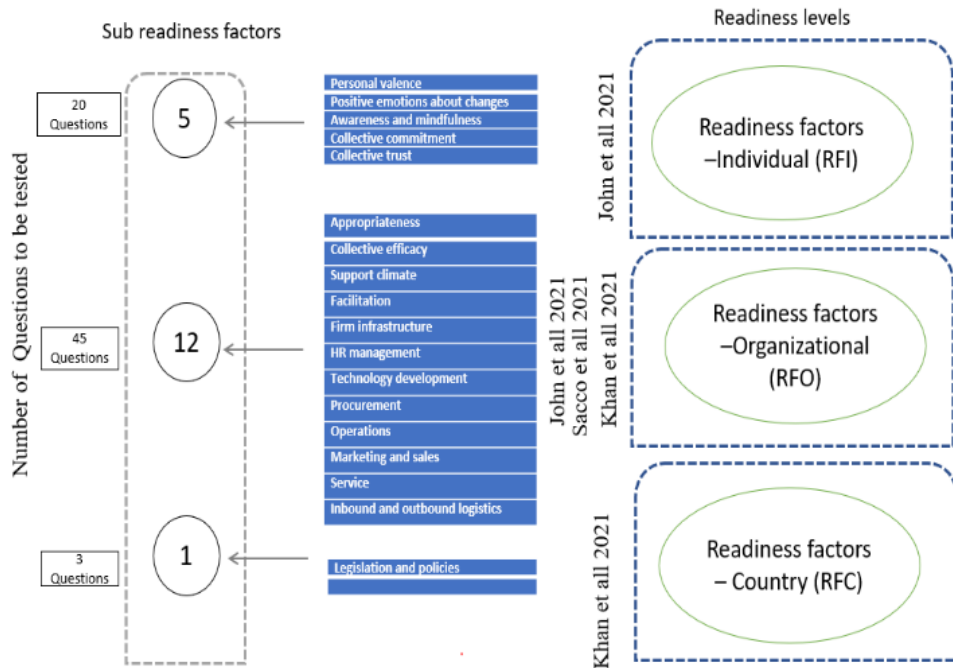 Sub readiness factors
Readiness levels
Number of Questions to be tested
20
Questions
5
Personal valence
Positive emotions about changes
Awareness and mindfulness
Collective commitment
Collective trust
John et all 2021
Readiness factors
–Individual (RFI)
45
Questions
12
Appropriateness
Collective efficacy
Support climate
Facilitation
Firm infrastructure
HR management
Technology development
Procurement
Operations
Marketing and sales
Service
Inbound and outbound logistics
John et all 2021
Sacco et all 2021
Khan et all 2021
Readiness factors
–Organizational
(RFO)
3
Questions
1
Legislation and policies
Khan et all 2021
Readiness factors
– Country (RFC)